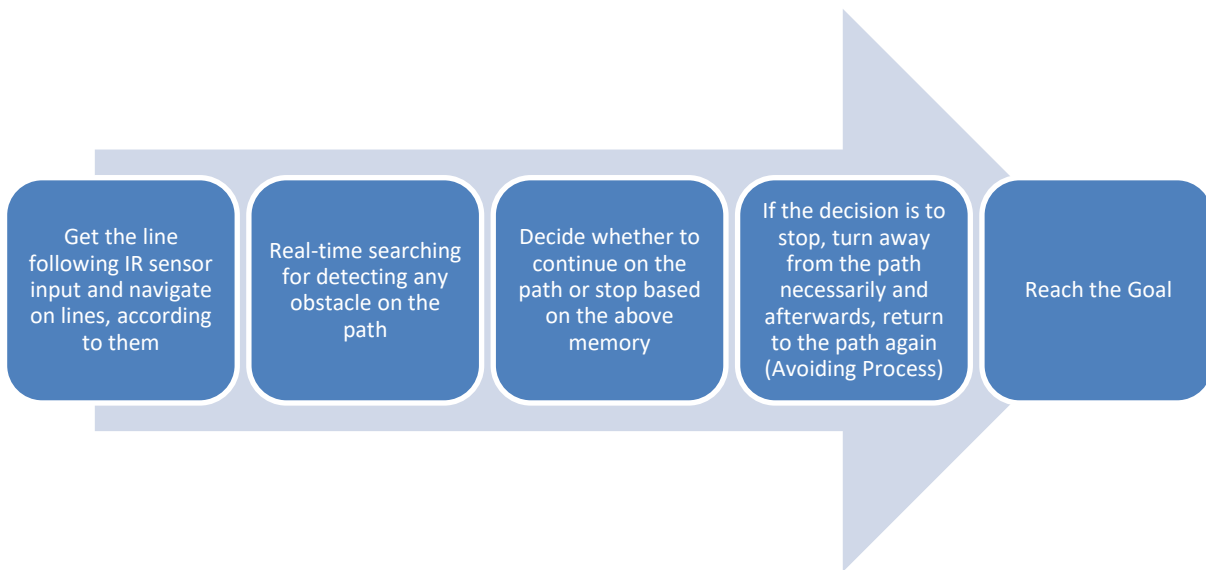 Get the line
following IR sensor
input and navigate
on lines, according
to them
Real-time searching
for detecting any
obstacle on the
path
Decide whether to
continue on the
path or stop based
on the above
memory
If the decision is to
stop, turn away
from the path
necessarily and
afterwards, return
to the path again
(Avoiding Process)
Reach the Goal